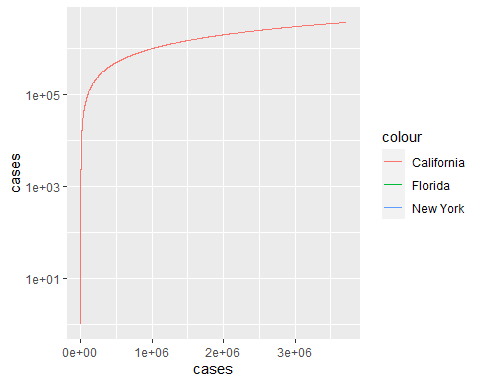 1e+05
1e+03
1e+01
cases
0e+00 1e+06 2e+06 3e+06
cases
colour
California
Florida
New York